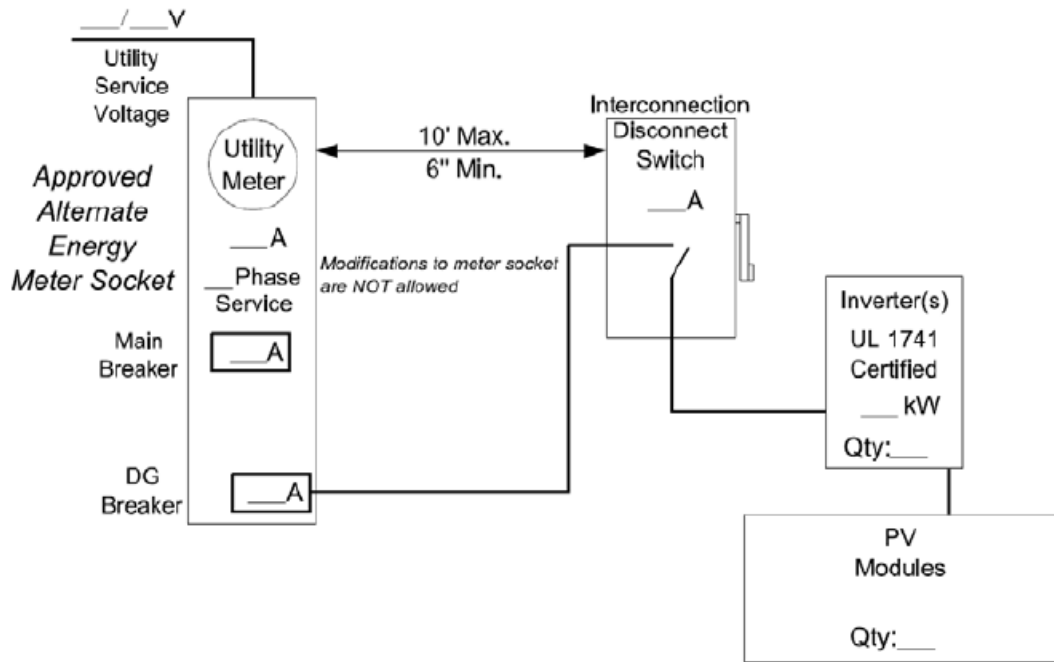 ___/___V
Utility
Service
Voltage
Approved
Alternate
Energy
Meter Socket
Utility
Meter
___A
__Phase
Service
Main
Breaker
___A
DG
Breaker
___A
10' Max.
6" Min.
Modifications to meter socket
are NOT allowed
Interconnection
Disconnect
Switch
___A
Inverter(s)
UL 1741
Certified
___ kW
Qty:___
PV
Modules
Qty:___